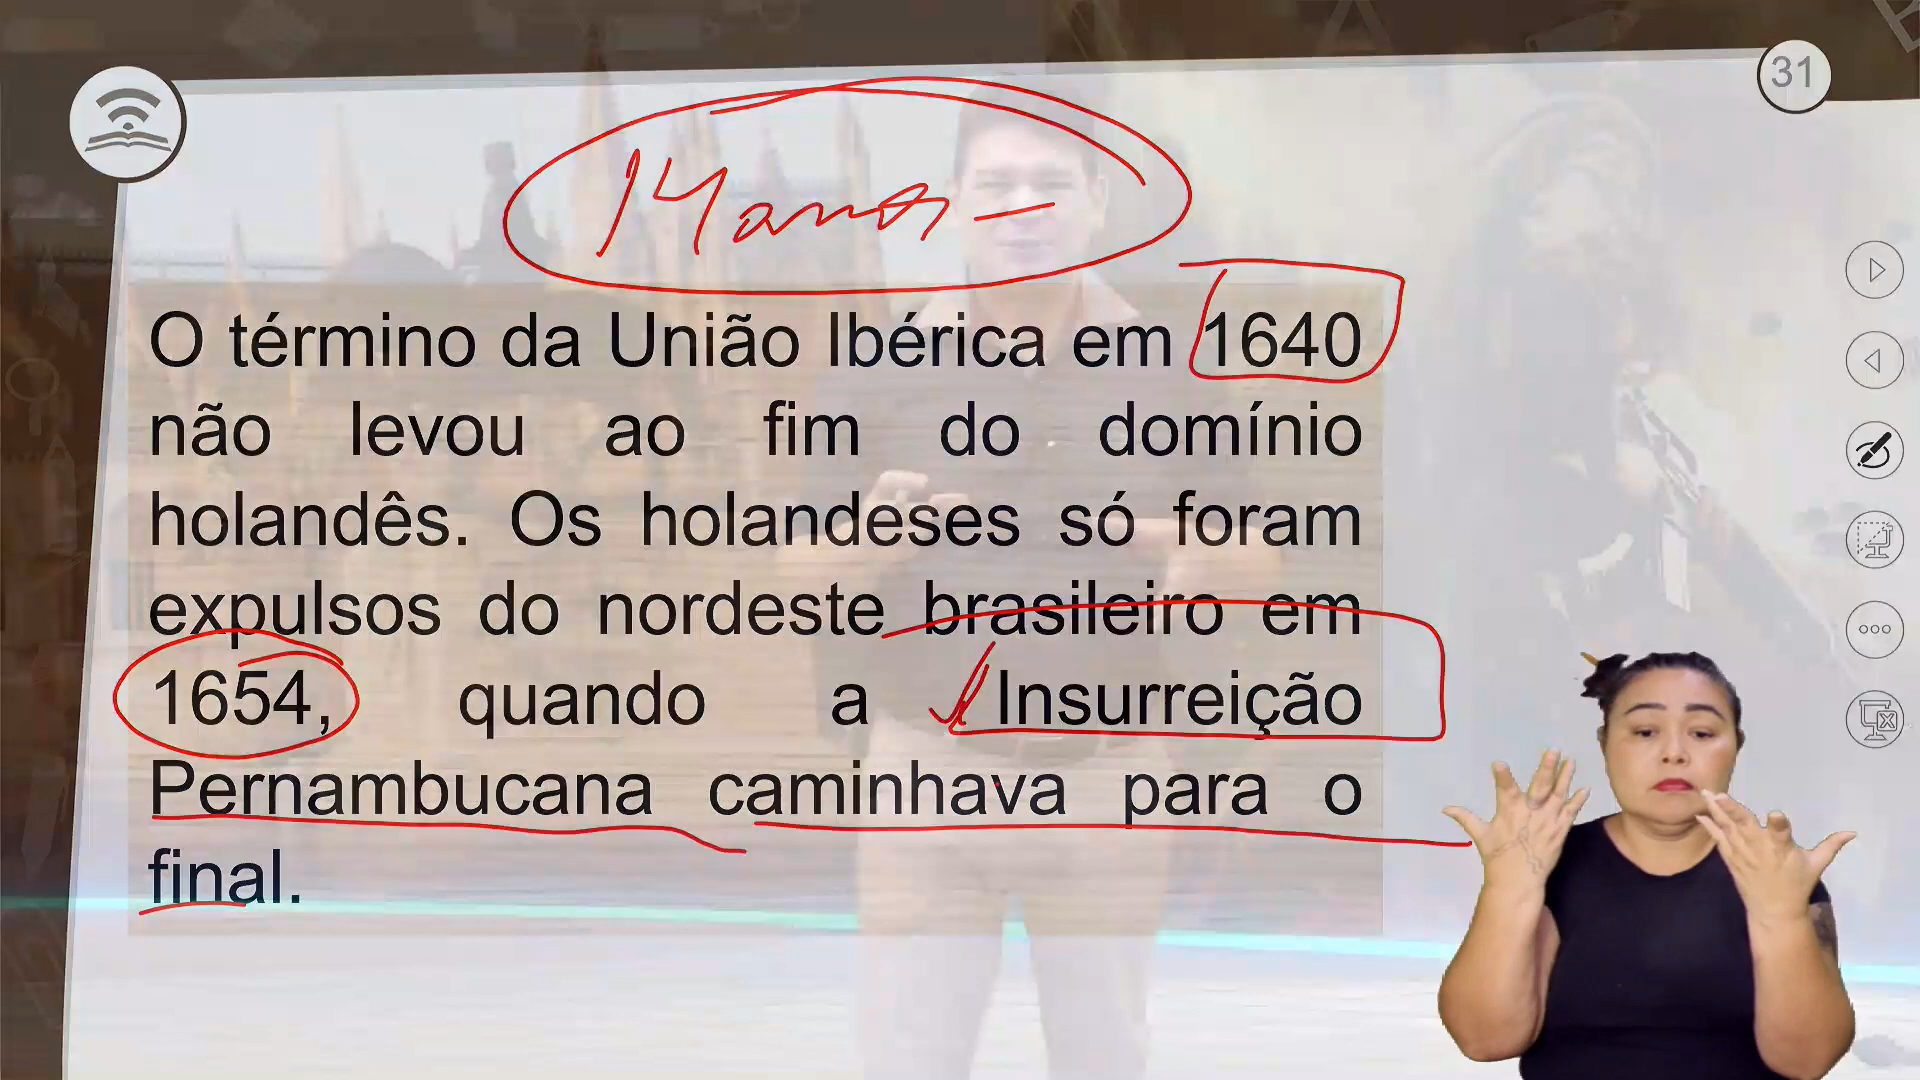 31
14 anos
O término da União Ibérica em 1640
não levou ao fim do domínio
holandês. Os holandeses só foram
expulsos do nordeste brasileiro em
1654, quando a Insurreição
Pernambucana caminhava para o
final.